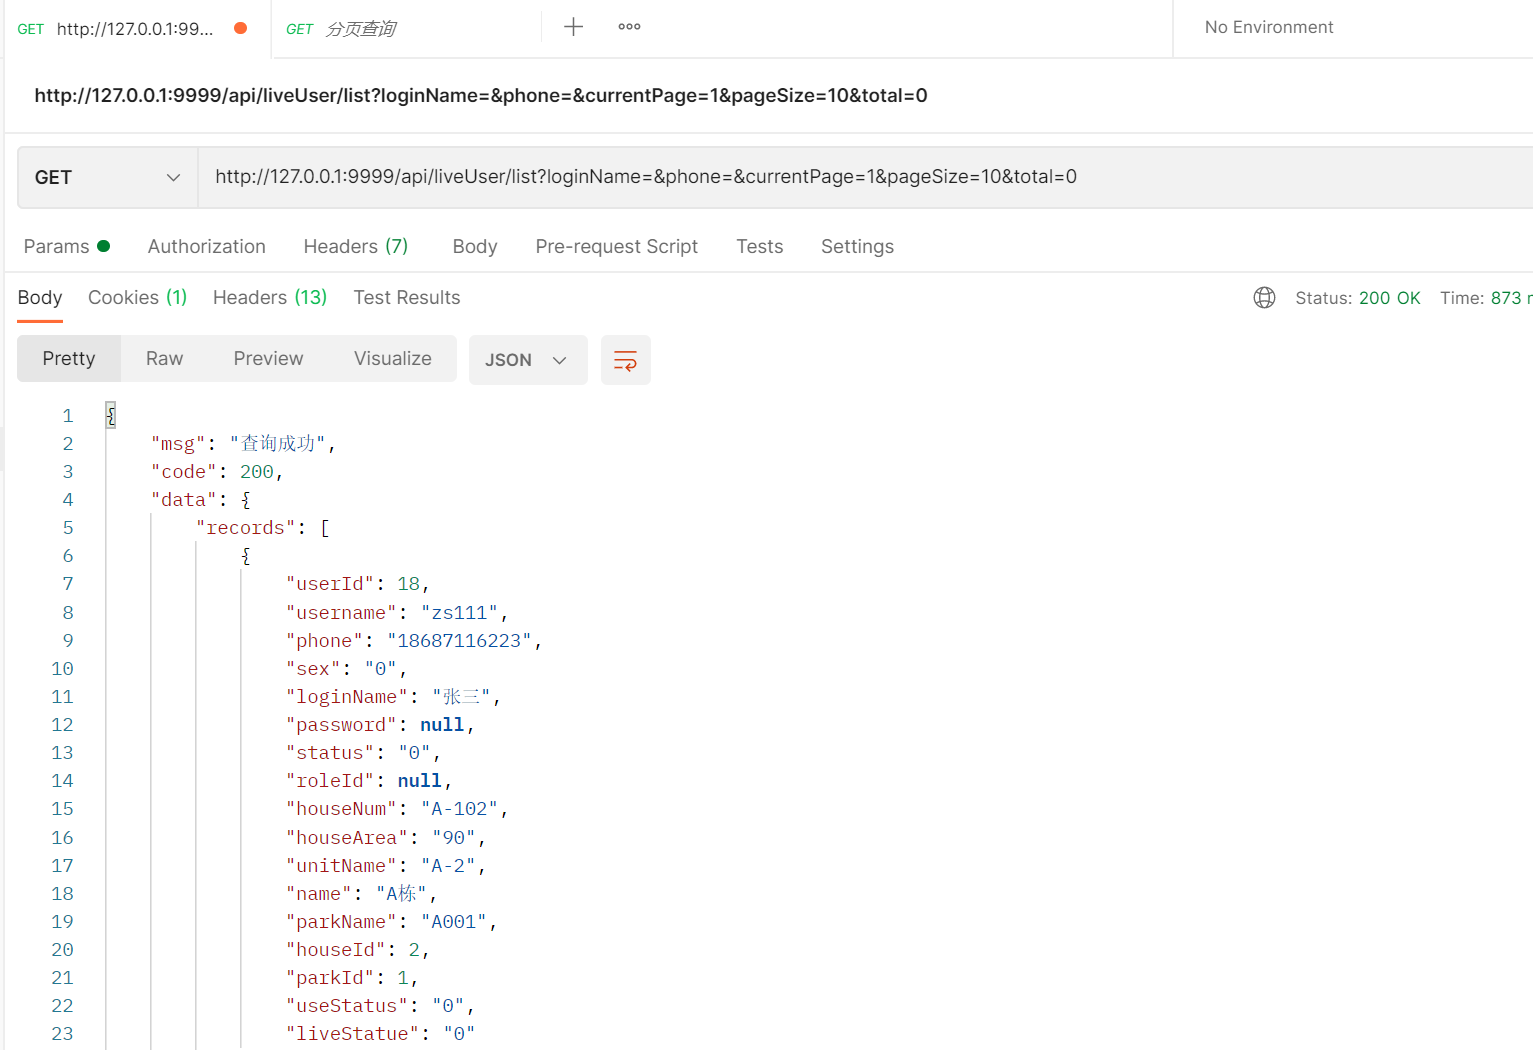 GET http://127.0.0.1:99... GET 分页查询 No Environment
http://127.0.0.1:9999/api/liveUser/list?loginName=&phone=&currentPage=1&pageSize=10&total=0
GET http://127.0.0.1:9999/api/liveUser/list?loginName=&phone=&currentPage=1&pageSize=10&total=0
Params Authorization Headers (7) Body Pre-request Script Tests Settings
Body Cookies (1) Headers (13) Test Results Status: 200 OK Time: 873
Pretty Raw Preview Visualize JSON
1 {
2 "msg": "查询成功",
3 "code": 200,
4 "data": {
5 "records": [
6 {
7 "userId": 18,
8 "username": "zs111",
9 "phone": "18687116223",
10 "sex": "0",
11 "loginName": "张三",
12 "password": null,
13 "status": "0",
14 "roleId": null,
15 "houseNum": "A-102",
16 "houseArea": "90",
17 "unitName": "A-2",
18 "name": "A栋",
19 "parkName": "A001",
20 "houseId": 2,
21 "parkId": 1,
22 "useStatus": "0",
23 "liveStatue": "0"